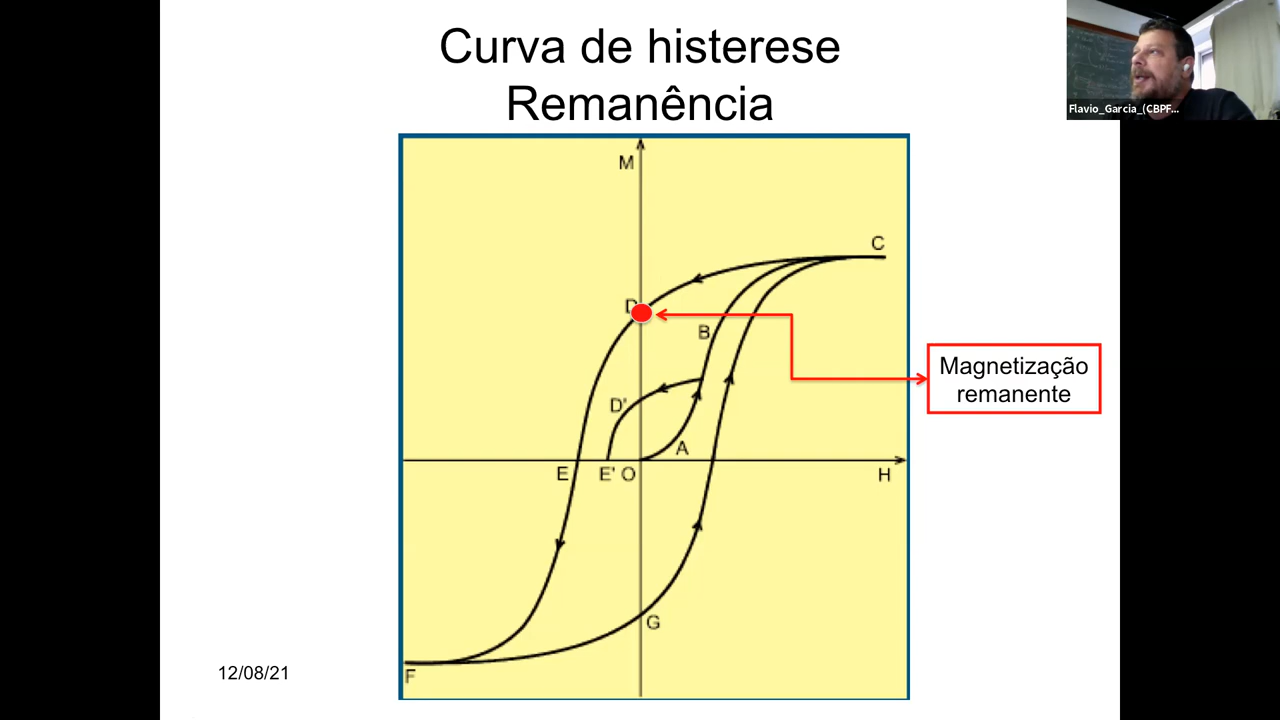 Curva de histerese
Remanência
Flavio_Garcia_(CBPF...
M
C
D
B
Magnetização
remanente
D'
A
E
E'
O
H
G
12/08/21
F